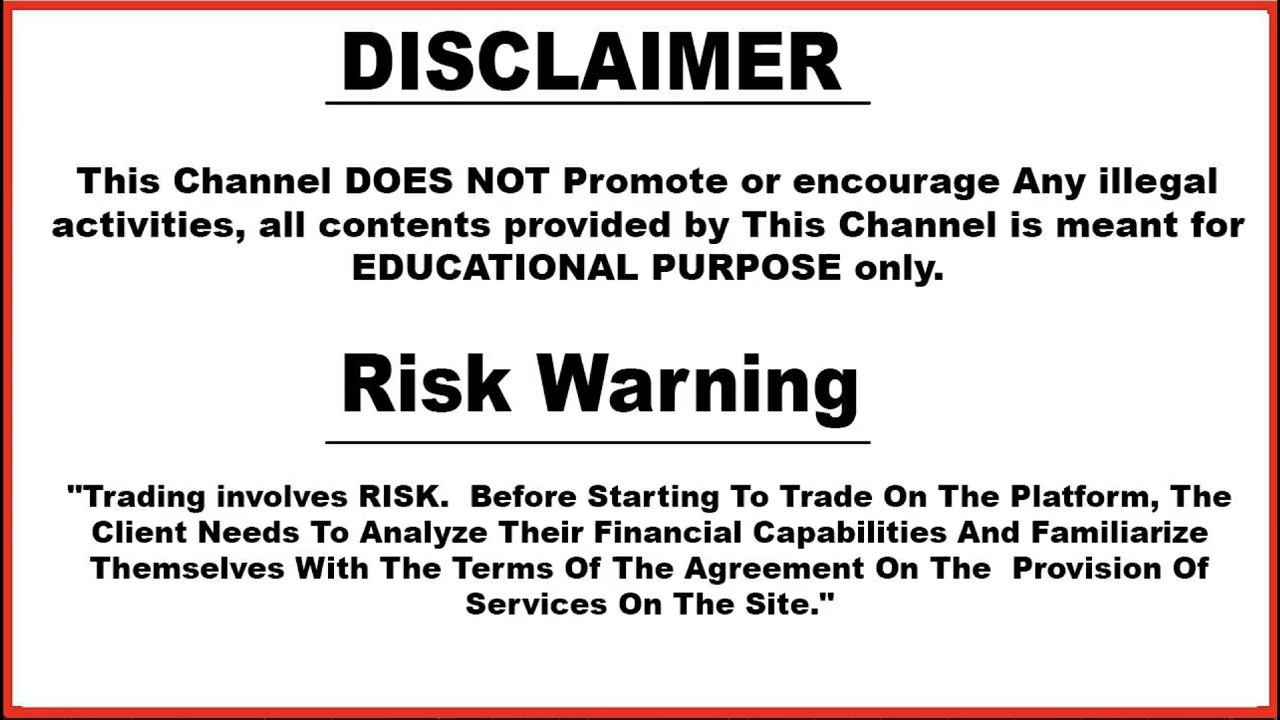 DISCLAIMER
This Channel DOES NOT Promote or encourage Any illegal
activities, all contents provided by This Channel is meant for
EDUCATIONAL PURPOSE only.
Risk Warning
"Trading involves RISK.  Before Starting To Trade On The Platform, The
Client Needs To Analyze Their Financial Capabilities And Familiarize
Themselves With The Terms Of The Agreement On The  Provision Of
Services On The Site."